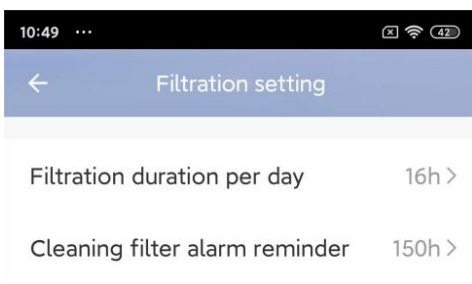 10:49 ...
42
Filtration setting
Filtration duration per day 16h >
Cleaning filter alarm reminder 150h >